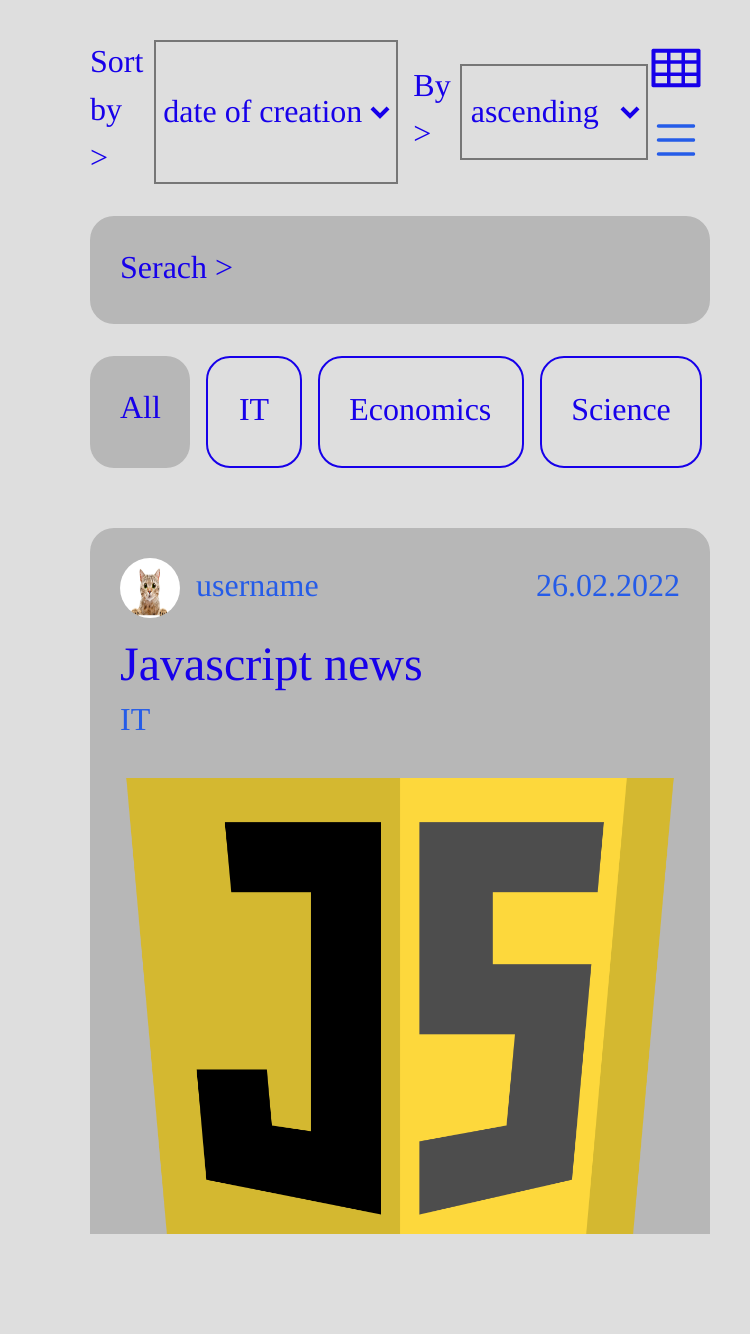 Sort
by
>
date of creation
By
>
ascending
Serach >
All
IT
Economics
Science
username
26.02.2022
Javascript news
IT
JS